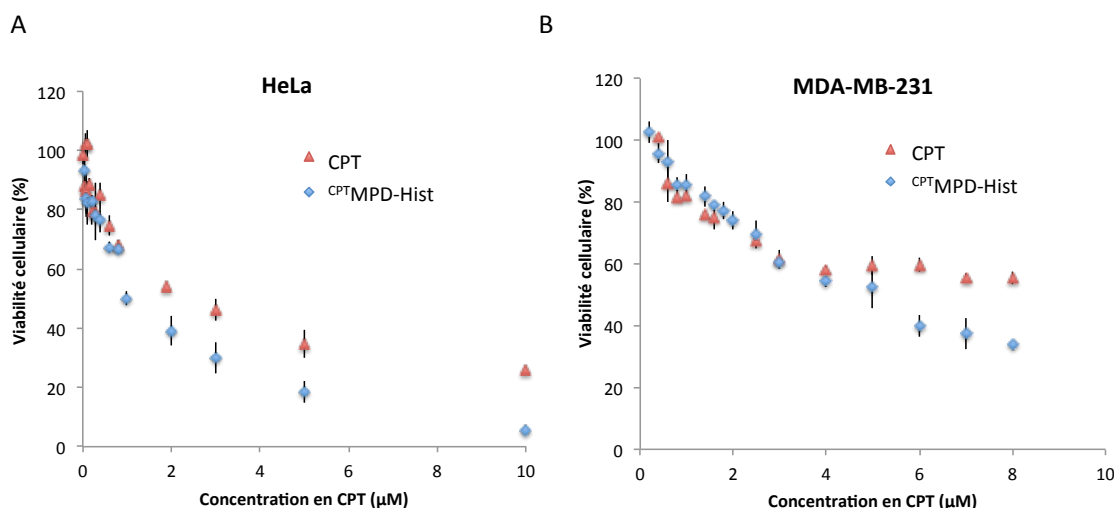 A
HeLa
Viabilité cellulaire (%)
120
100
80
60
40
20
0
CPT
CPTMPD-Hist
0 2 4 6 8 10
Concentration en CPT (μM)
B
MDA-MB-231
Viabilité cellulaire (%)
120
100
80
60
40
20
0
CPT
CPTMPD-Hist
0 2 4 6 8 10
Concentration en CPT (μM)